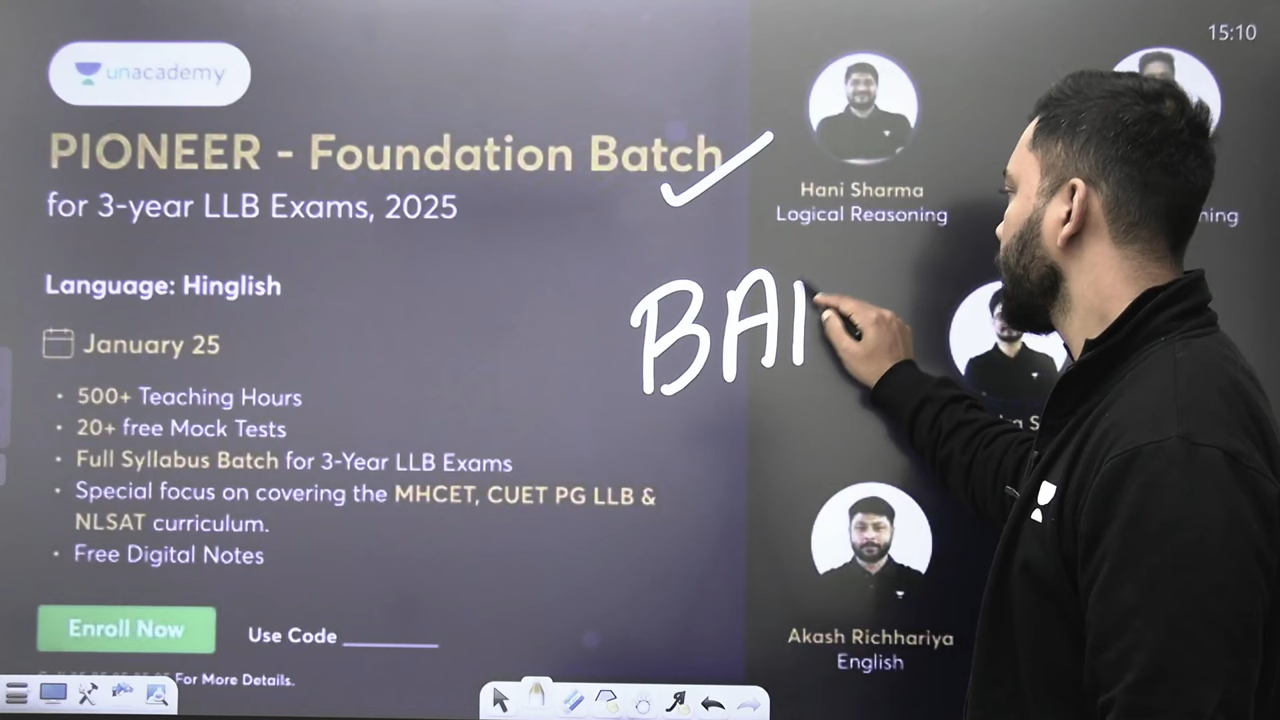 15:10
unacademy
PIONEER - Foundation Batch
for 3-year LLB Exams, 2025
Language: Hinglish
January 25
• 500+ Teaching Hours
• 20+ free Mock Tests
• Full Syllabus Batch for 3-Year LLB Exams
• Special focus on covering the MHCET, CUET PG LLB &
NLSAT curriculum.
• Free Digital Notes
Enroll Now
Use Code
For More Details.
BAI
Hani Sharma
Logical Reasoning
Akash Richhariya
English